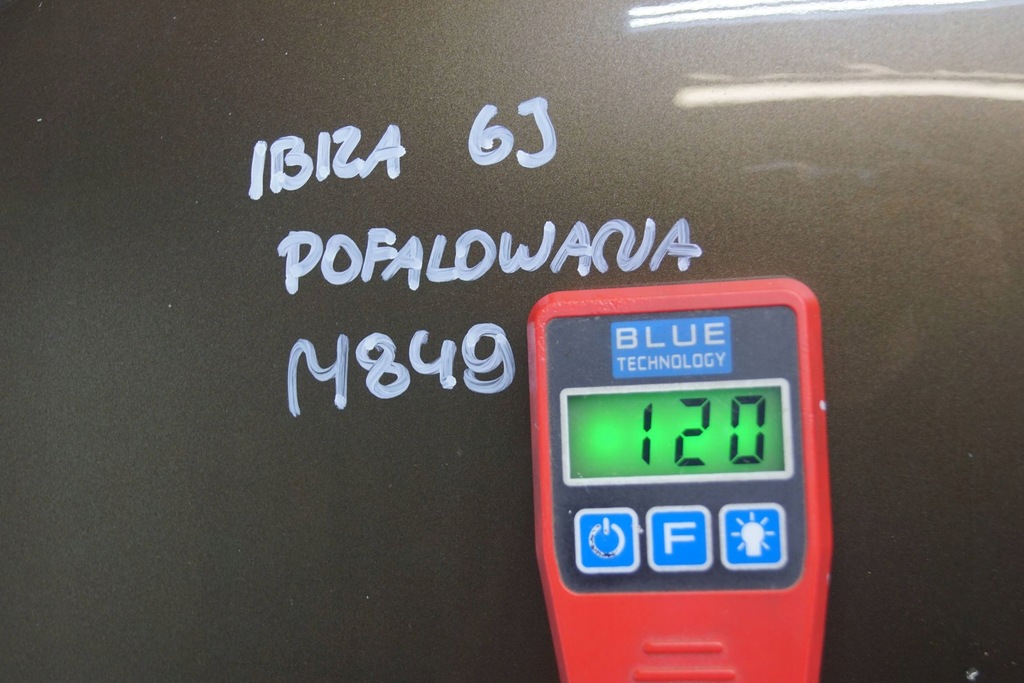 IBIZA 6J
POFALOWANA
M849
BLUE
TECHNOLOGY
120
F